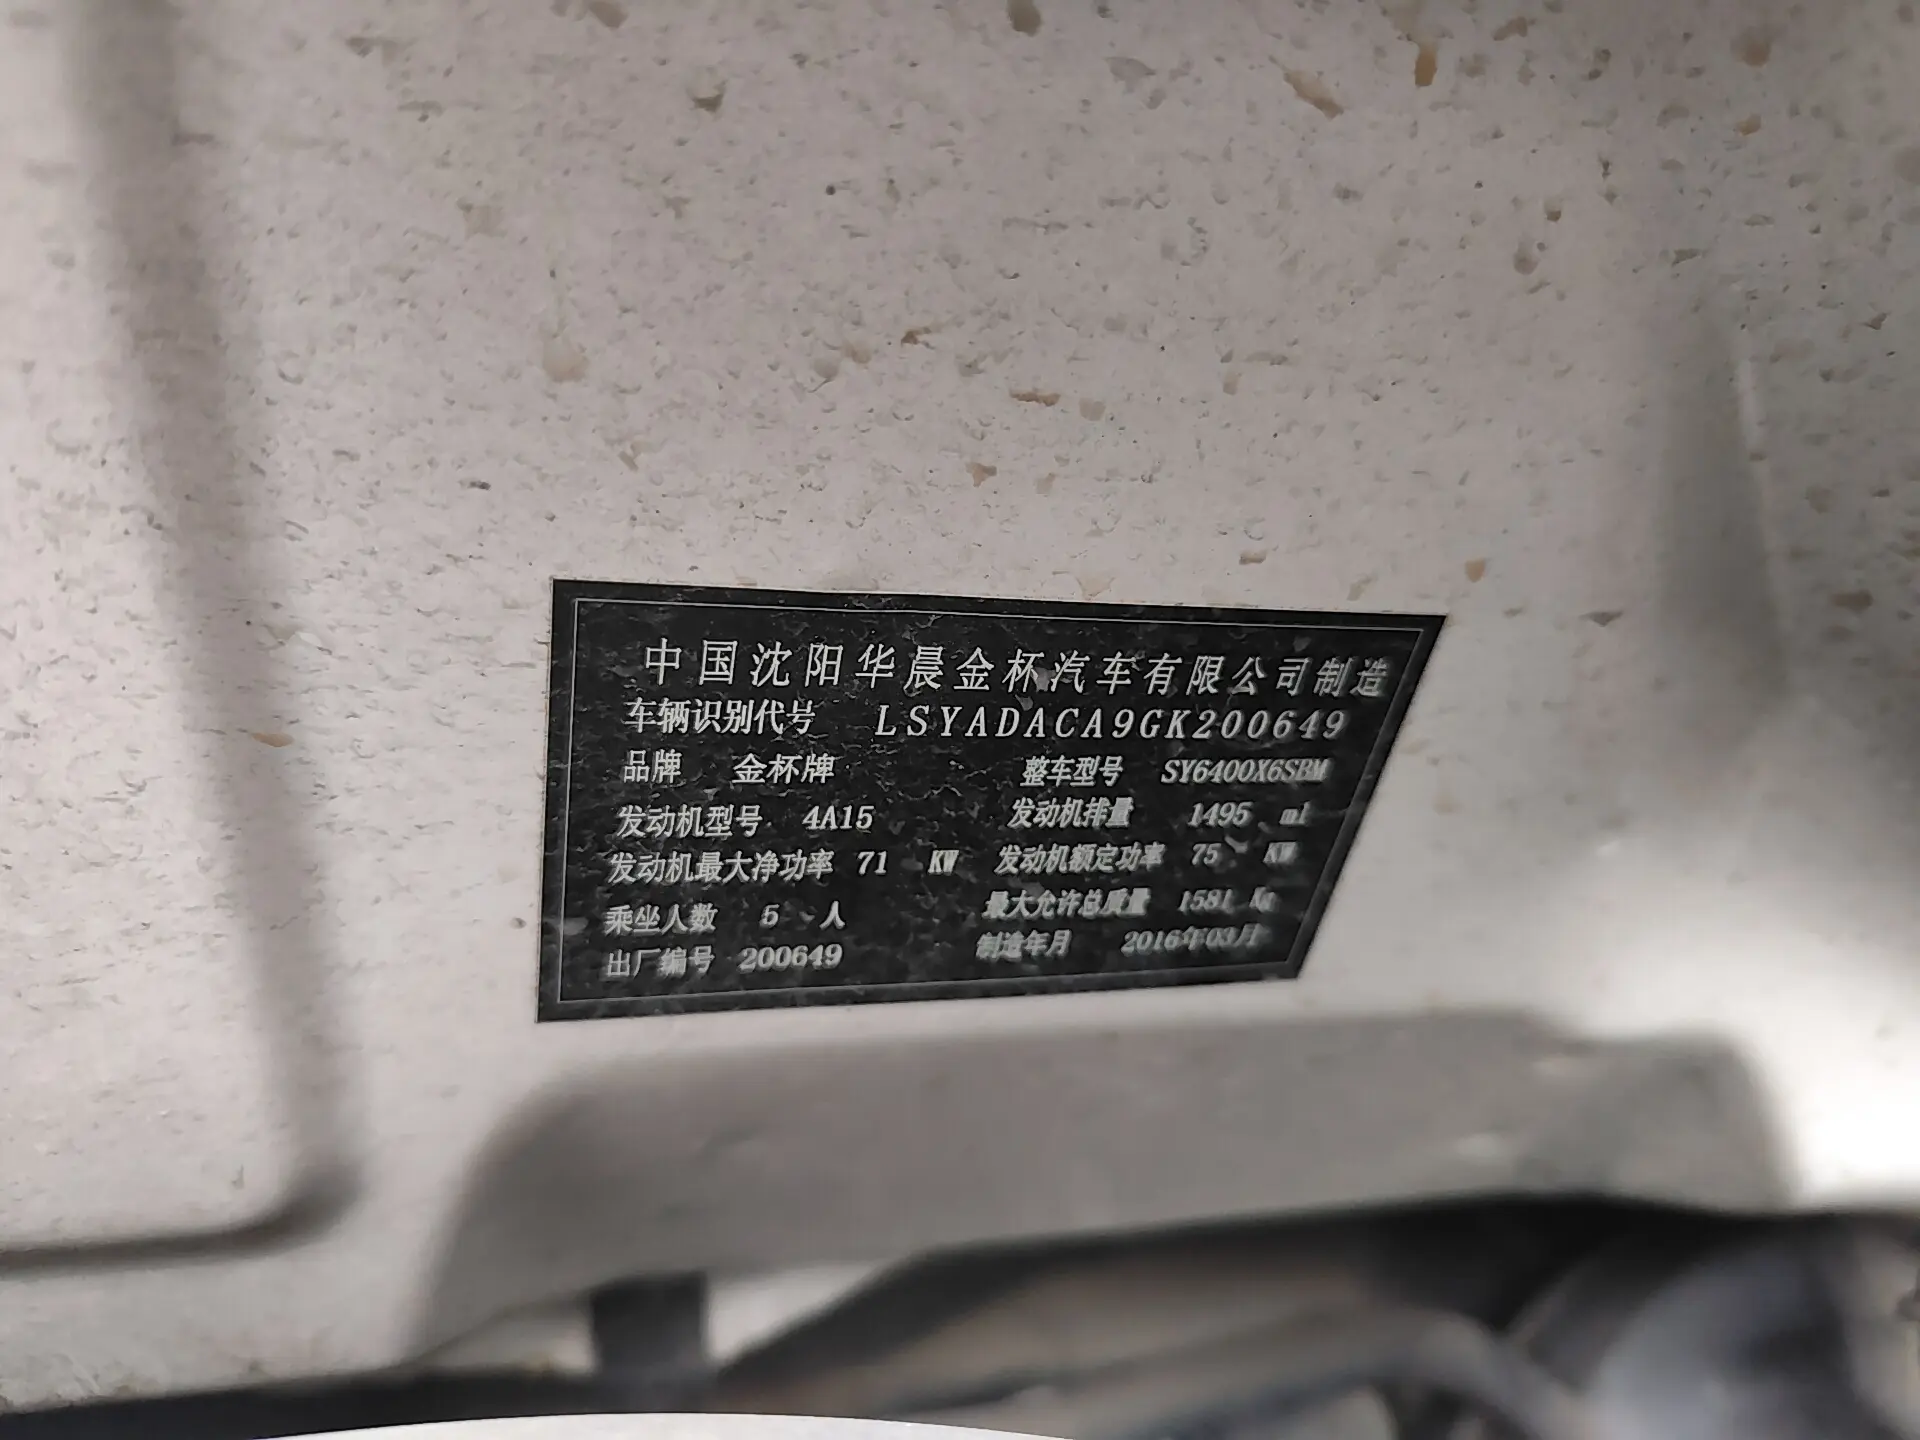 中国沈阳华晨金杯汽车有限公司制造
车辆识别代号 LSYADACA9GK200649
品牌 金杯牌 整车型号 SY6400X6SBM
发动机型号 4A15 发动机排量 1495 ml
发动机最大净功率 71 KW 发动机额定功率 75 KW
乘坐人数 5 人 最大允许总质量 1581 Kg
出厂编号 200649 制造年月 2016年03月